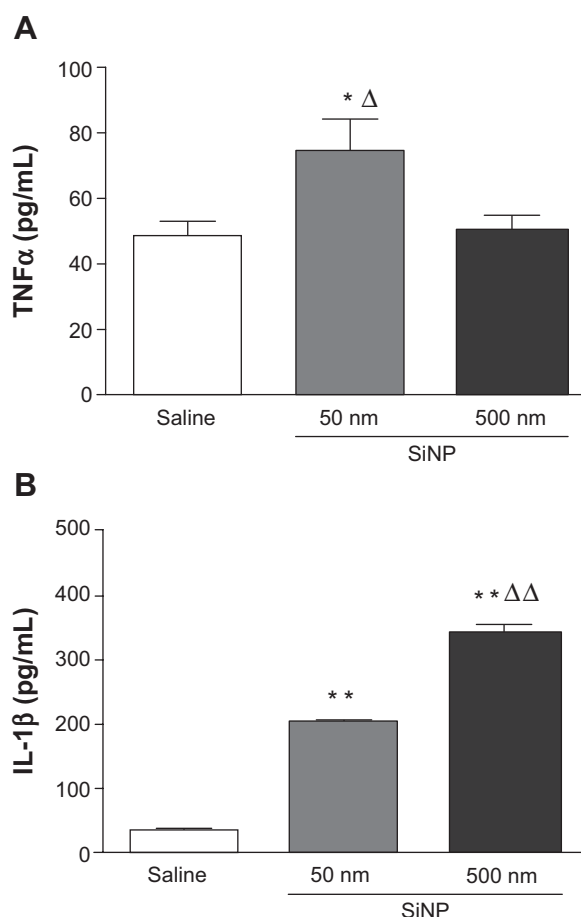 A
TNFα (pg/mL)
100
80
60
40
20
0
* Δ
Saline
50 nm
500 nm
SiNP
B
IL-1β (pg/mL)
500
400
300
200
100
0
**
**ΔΔ
Saline
50 nm
500 nm
SiNP